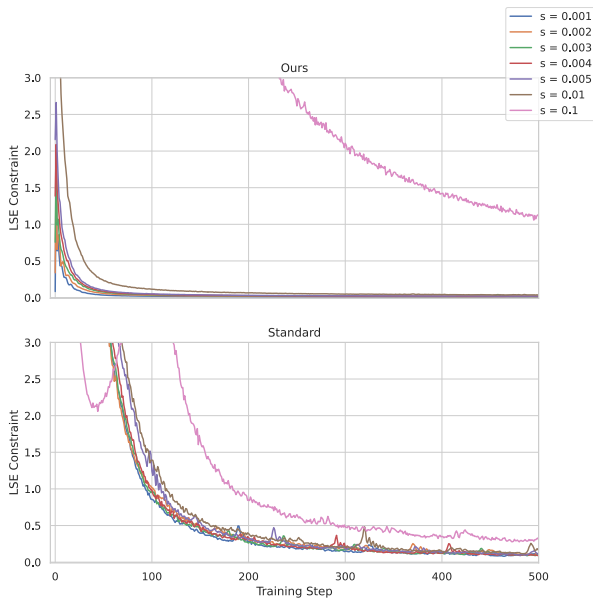 s = 0.001
s = 0.002
s = 0.003
s = 0.004
s = 0.005
s = 0.01
s = 0.1
Ours
3.0
2.5
2.0
1.5
1.0
0.5
0.0
LSE Constraint
Standard
3.0
2.5
2.0
1.5
1.0
0.5
0.0
LSE Constraint
0 100 200 300 400 500
Training Step